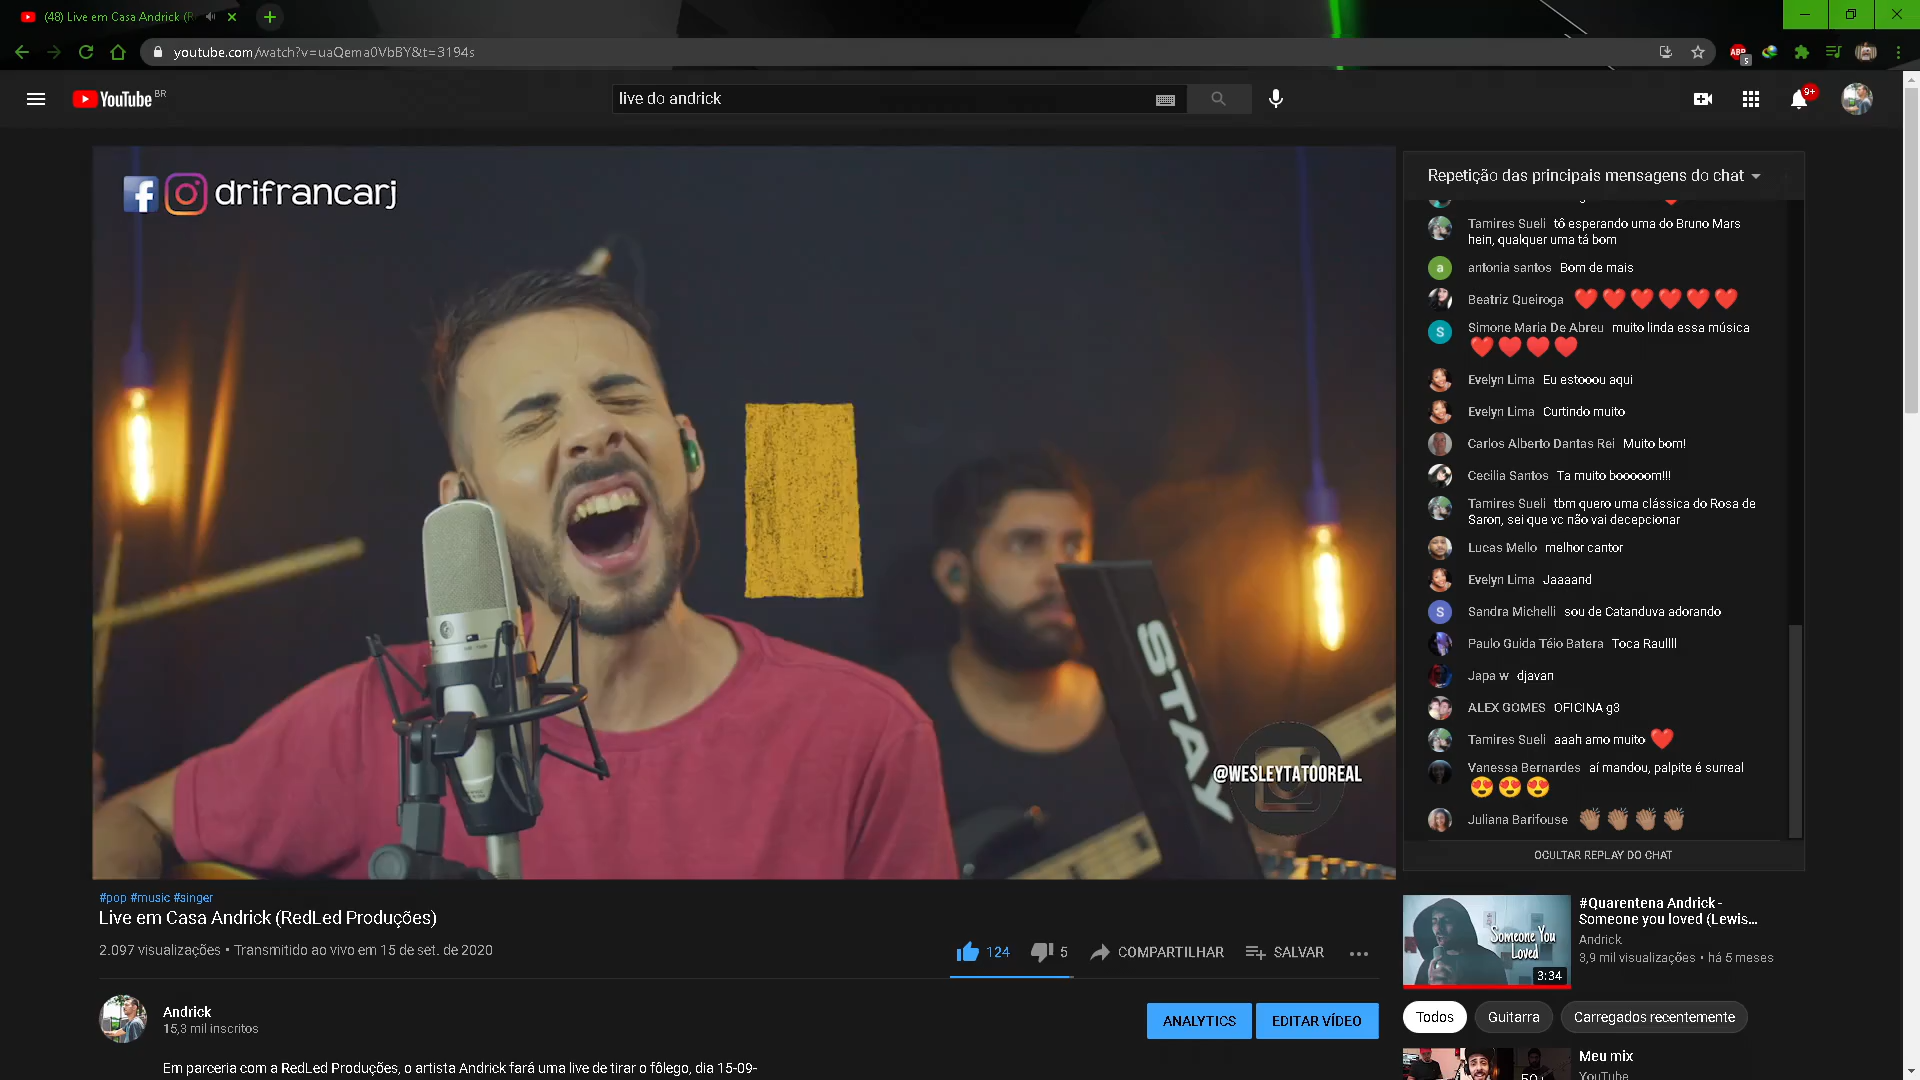 (48) Live em Casa Andrick (R
youtube.com/watch?v=uaQema0VbBY&t=3194s
ABP
5
YouTube BR
live do andrick
9+
drifrancarj
STAY
@WESLEYTATOOREAL
Repetição das principais mensagens do chat
Tamires Sueli tô esperando uma do Bruno Mars
hein, qualquer uma tá bom
a antonia santos Bom de mais
Beatriz Queiroga ❤❤❤❤❤❤
S Simone Maria De Abreu muito linda essa música
❤❤❤❤
Evelyn Lima Eu estooou aqui
Evelyn Lima Curtindo muito
Carlos Alberto Dantas Rei Muito bom!
Cecilia Santos Ta muito booooom!!!
Tamires Sueli tbm quero uma clássica do Rosa de
Saron, sei que vc não vai decepcionar
Lucas Mello melhor cantor
Evelyn Lima Jaaaand
S Sandra Michelli sou de Catanduva adorando
Paulo Guida Téio Batera Toca Raullll
Japa w djavan
ALEX GOMES OFICINA g3
Tamires Sueli aaah amo muito ❤
Vanessa Bernardes aí mandou, palpite é surreal
😍😍😍
Juliana Barifouse 👏🏽👏🏽👏🏽👏🏽
OCULTAR REPLAY DO CHAT
#pop #music #singer
Live em Casa Andrick (RedLed Produções)
2.097 visualizações • Transmitido ao vivo em 15 de set. de 2020
124
5
COMPARTILHAR
SALVAR
Andrick
15,3 mil inscritos
ANALYTICS
EDITAR VÍDEO
Em parceria com a RedLed Produções, o artista Andrick fará uma live de tirar o fôlego, dia 15-09-
Someone You
Loved
3:34
#Quarentena Andrick -
Someone you loved (Lewis...
Andrick
3,9 mil visualizações • há 5 meses
Todos
Guitarra
Carregados recentemente
50+
Meu mix
YouTube